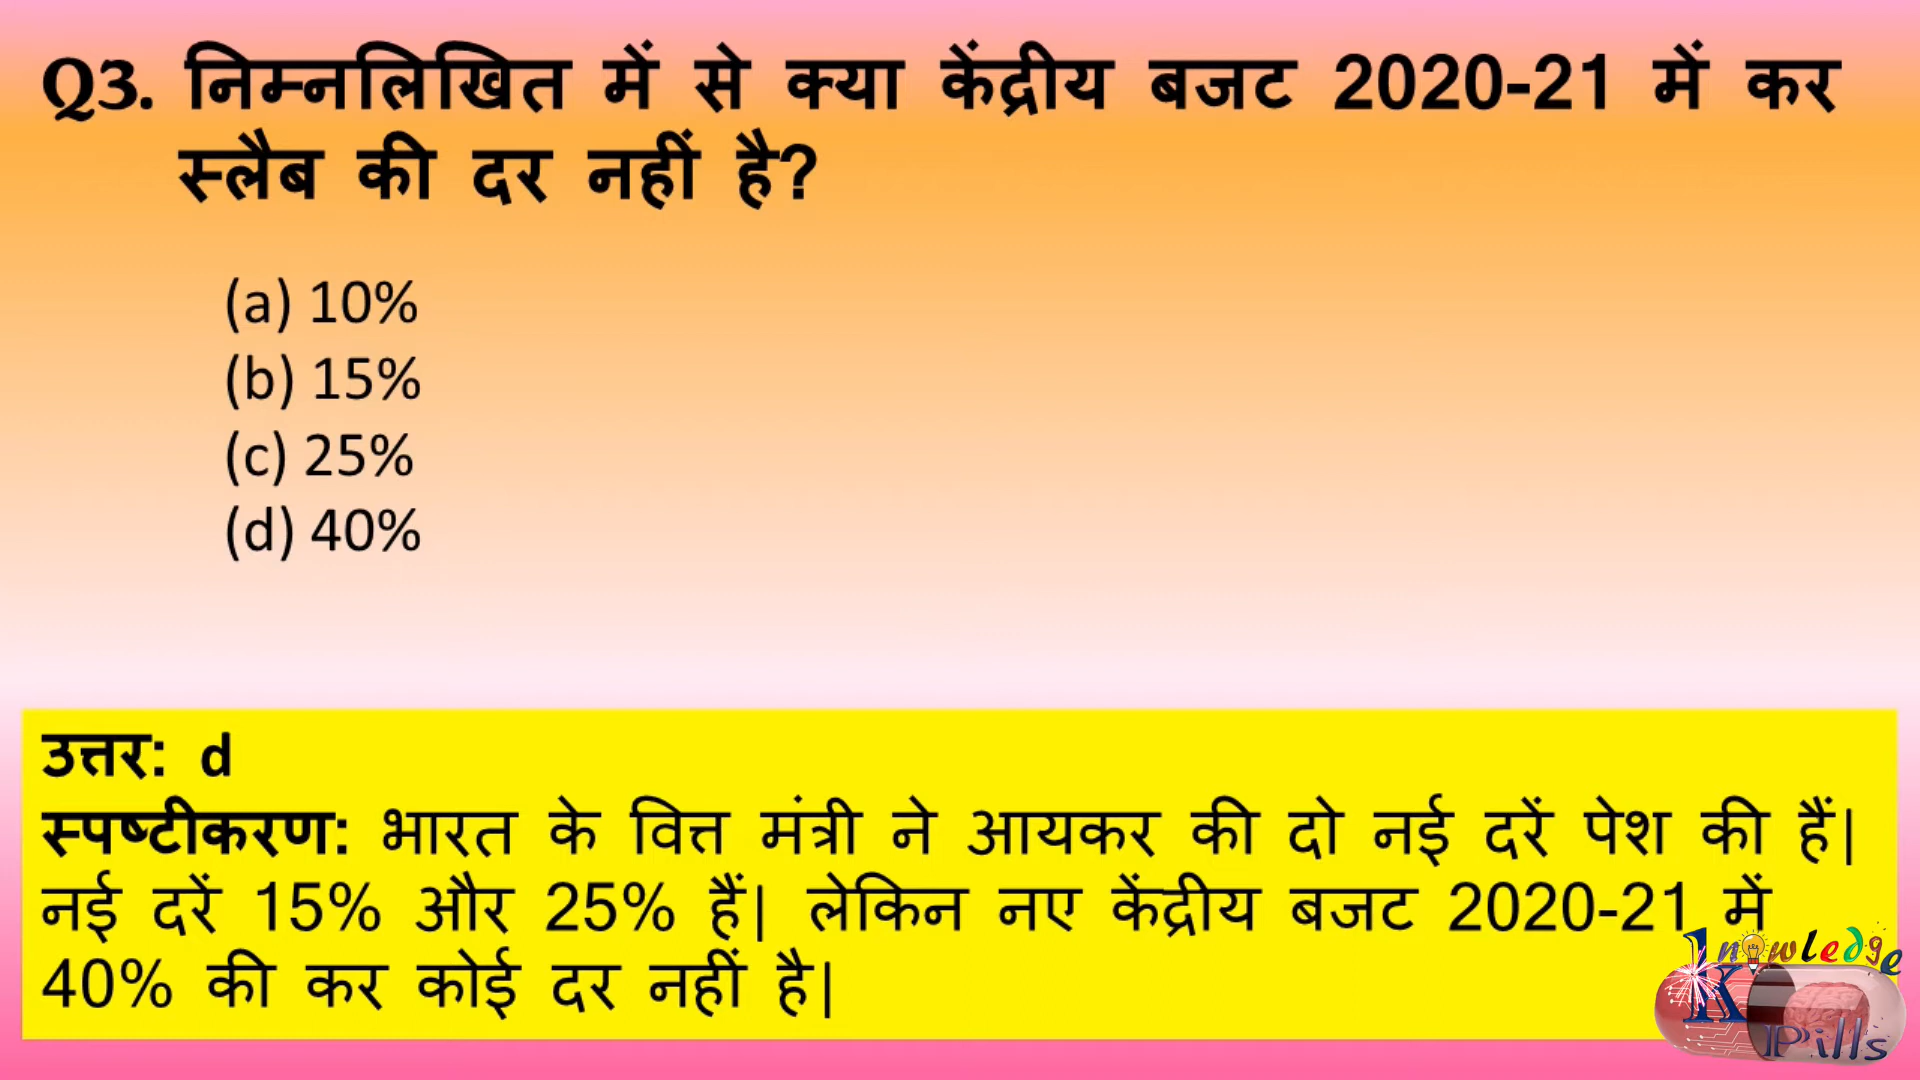 Q3. निम्नलिखित में से क्या केंद्रीय बजट 2020-21 में कर
स्लैब की दर नहीं है?
(a) 10%
(b) 15%
(c) 25%
(d) 40%
उत्तर: d
स्पष्टीकरण: भारत के वित्त मंत्री ने आयकर की दो नई दरें पेश की हैं|
नई दरें 15% और 25% हैं| लेकिन नए केंद्रीय बजट 2020-21 में
40% की कर कोई दर नहीं है|
Knowledge
Pills